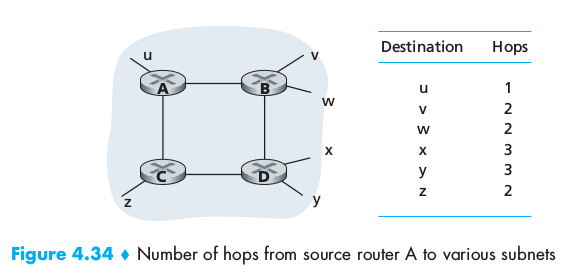 u
v
A
B
w
x
C
D
z
y
Destination Hops
u 1
v 2
w 2
x 3
y 3
z 2
Figure 4.34 ♦ Number of hops from source router A to various subnets